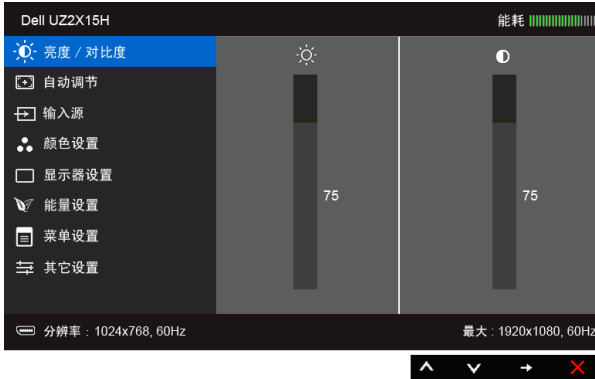 Dell UZ2X15H
能耗
亮度 / 对比度
自动调节
输入源
颜色设置
显示器设置
能量设置
菜单设置
其它设置
75
75
分辨率 : 1024x768, 60Hz
最大 : 1920x1080, 60Hz